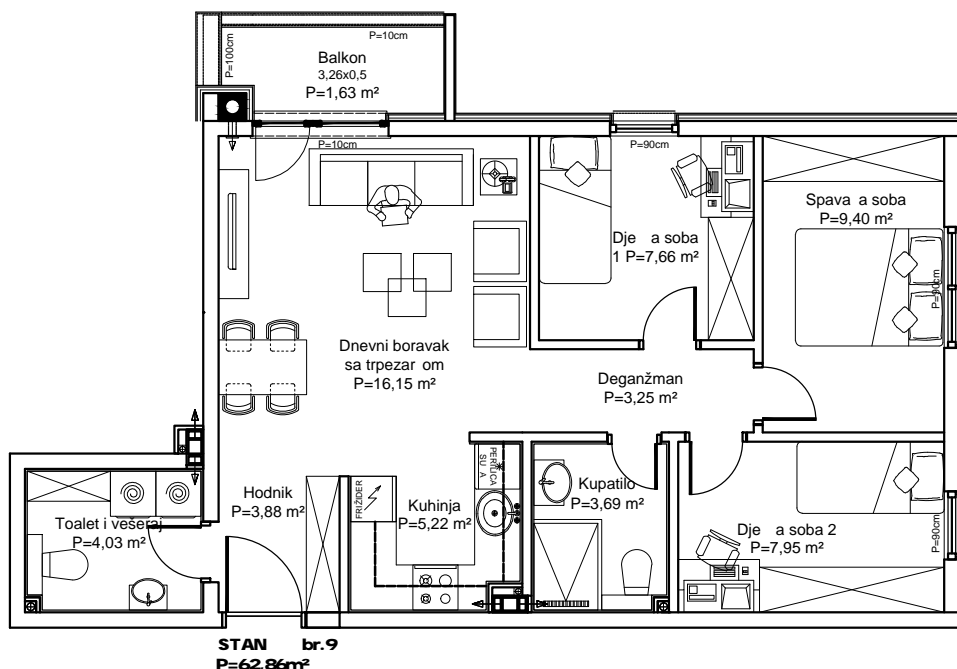 P=100cm
P=10cm
Balkon
3,26x0,5
P=1,63 m²
P=10cm
P=90cm
Spava a soba
P=9,40 m²
Dje a soba
1 P=7,66 m²
P=90cm
Dnevni boravak
sa trpezar om
P=16,15 m²
Deganžman
P=3,25 m²
Hodnik
P=3,88 m²
FRIŽIDER
Kuhinja
P=5,22 m²
PERILICA
SU A
Kupatilo
P=3,69 m²
Toalet i vešeraj
P=4,03 m²
Dje a soba 2
P=7,95 m²
P=90cm
STAN br.9
P=62,86m²